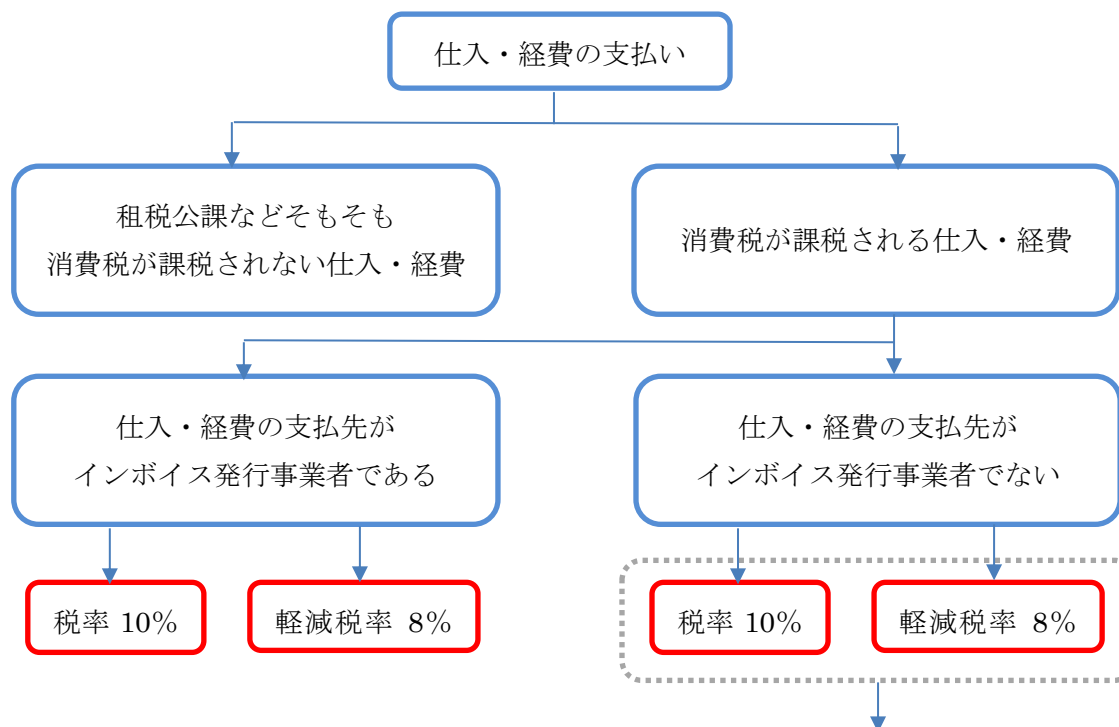 仕入・経費の支払い
租税公課などそもそも
消費税が課税されない仕入・経費
消費税が課税される仕入・経費
仕入・経費の支払先が
インボイス発行事業者である
仕入・経費の支払先が
インボイス発行事業者でない
税率 10%
軽減税率 8%
税率 10%
軽減税率 8%